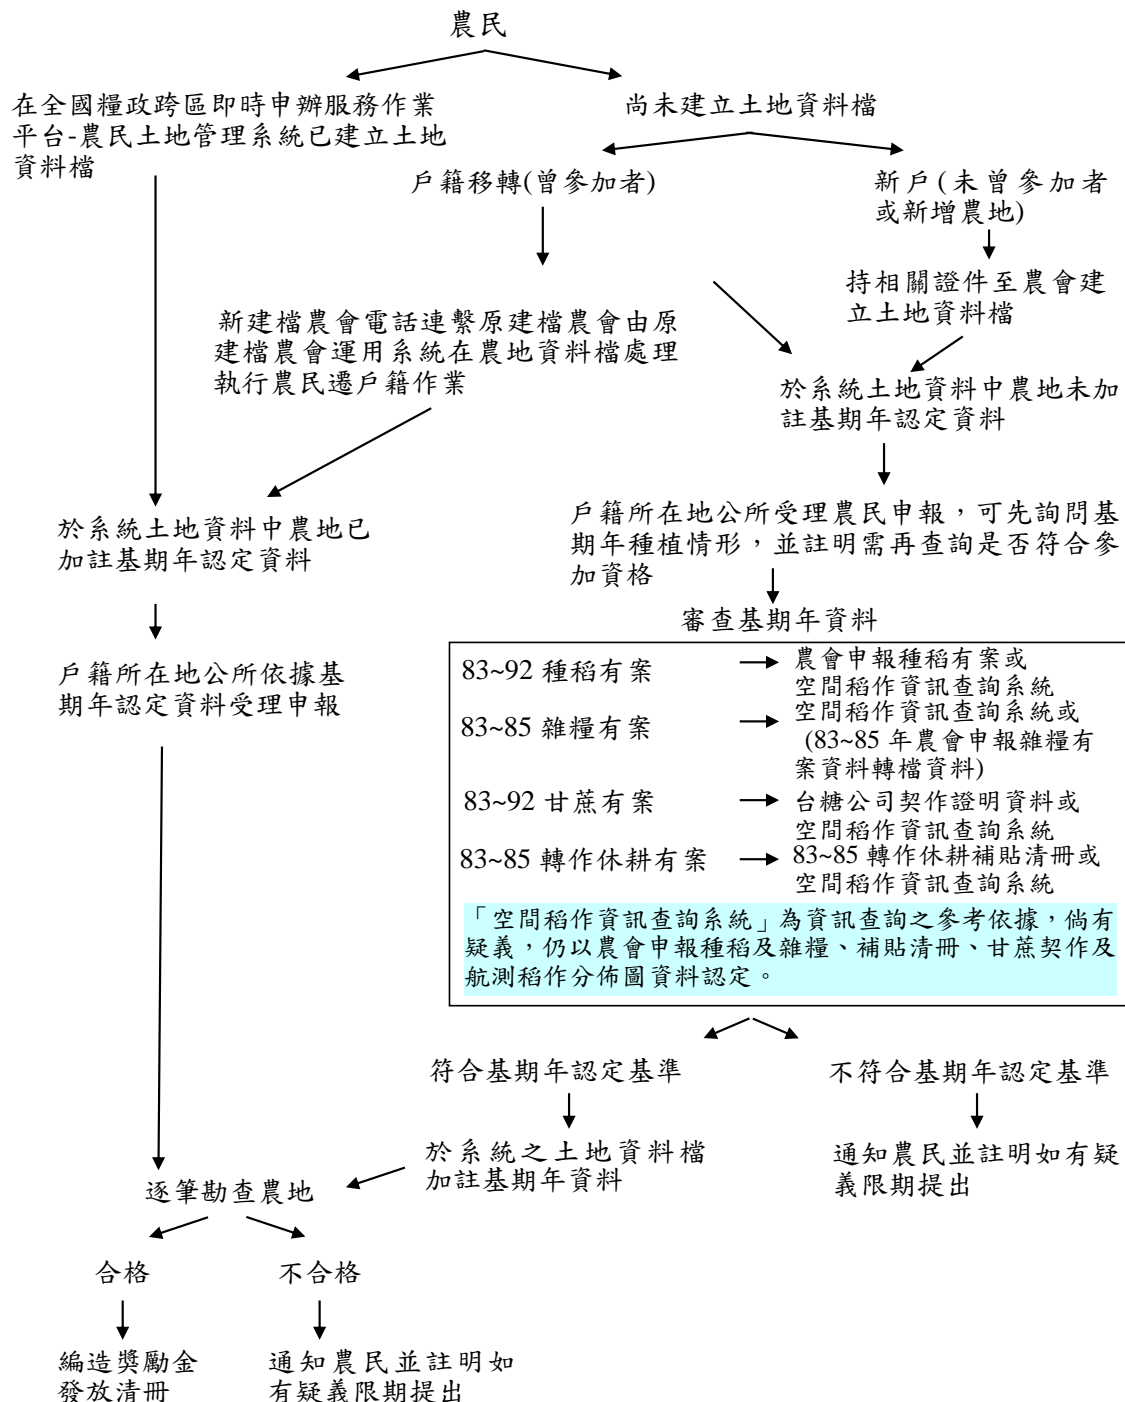 農民
在全國糧政跨區即時申辦服務作業
平台-農民土地管理系統已建立土地
資料檔
尚未建立土地資料檔
戶籍移轉(曾參加者)
新戶(未曾參加者
或新增農地)
持相關證件至農會建
立土地資料檔
新建檔農會電話連繫原建檔農會由原
建檔農會運用系統在農地資料檔處理
執行農民遷戶籍作業
於系統土地資料中農地未加
註基期年認定資料
於系統土地資料中農地已
加註基期年認定資料
戶籍所在地公所受理農民申報，可先詢問基
期年種植情形，並註明需再查詢是否符合參
加資格
審查基期年資料
戶籍所在地公所依據基
期年認定資料受理申報
83~92 種稻有案
農會申報種稻有案或
空間稻作資訊查詢系統
83~85 雜糧有案
空間稻作資訊查詢系統或
(83~85 年農會申報雜糧有
案資料轉檔資料)
83~92 甘蔗有案
台糖公司契作證明資料或
空間稻作資訊查詢系統
83~85 轉作休耕有案
83~85 轉作休耕補貼清冊或
空間稻作資訊查詢系統
「空間稻作資訊查詢系統」為資訊查詢之參考依據，倘有
疑義，仍以農會申報種稻及雜糧、補貼清冊、甘蔗契作及
航測稻作分佈圖資料認定。
符合基期年認定基準
不符合基期年認定基準
於系統之土地資料檔
加註基期年資料
通知農民並註明如有疑
義限期提出
逐筆勘查農地
合格
不合格
編造獎勵金
發放清冊
通知農民並註明如
有疑義限期提出